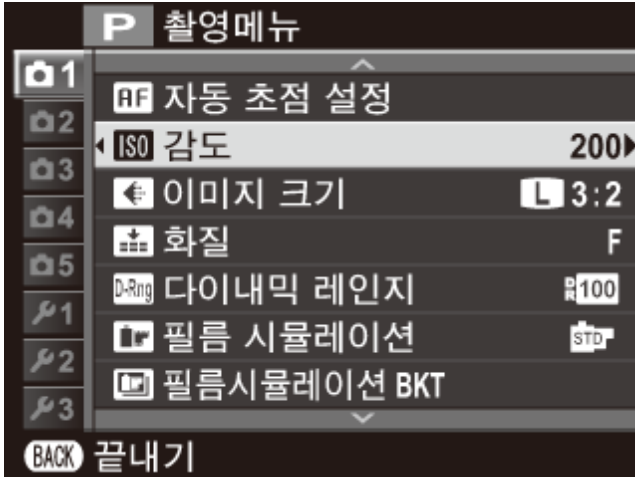 P 촬영메뉴
1
AF 자동 초점 설정
2
ISO 감도 200
3
이미지 크기 L 3:2
4
화질 F
5
D-Rng 다이내믹 레인지 DR100
1
필름 시뮬레이션 STD
2
필름시뮬레이션 BKT
3
BACK 끝내기